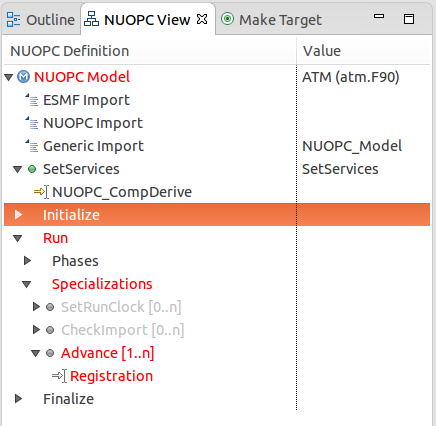 Outline NUOPC View Make Target
NUOPC Definition Value
NUOPC Model ATM (atm.F90)
ESMF Import
NUOPC Import
Generic Import NUOPC_Model
SetServices SetServices
NUOPC_CompDerive
Initialize
Run
Phases
Specializations
SetRunClock [0..n]
CheckImport [0..n]
Advance [1..n]
Registration
Finalize